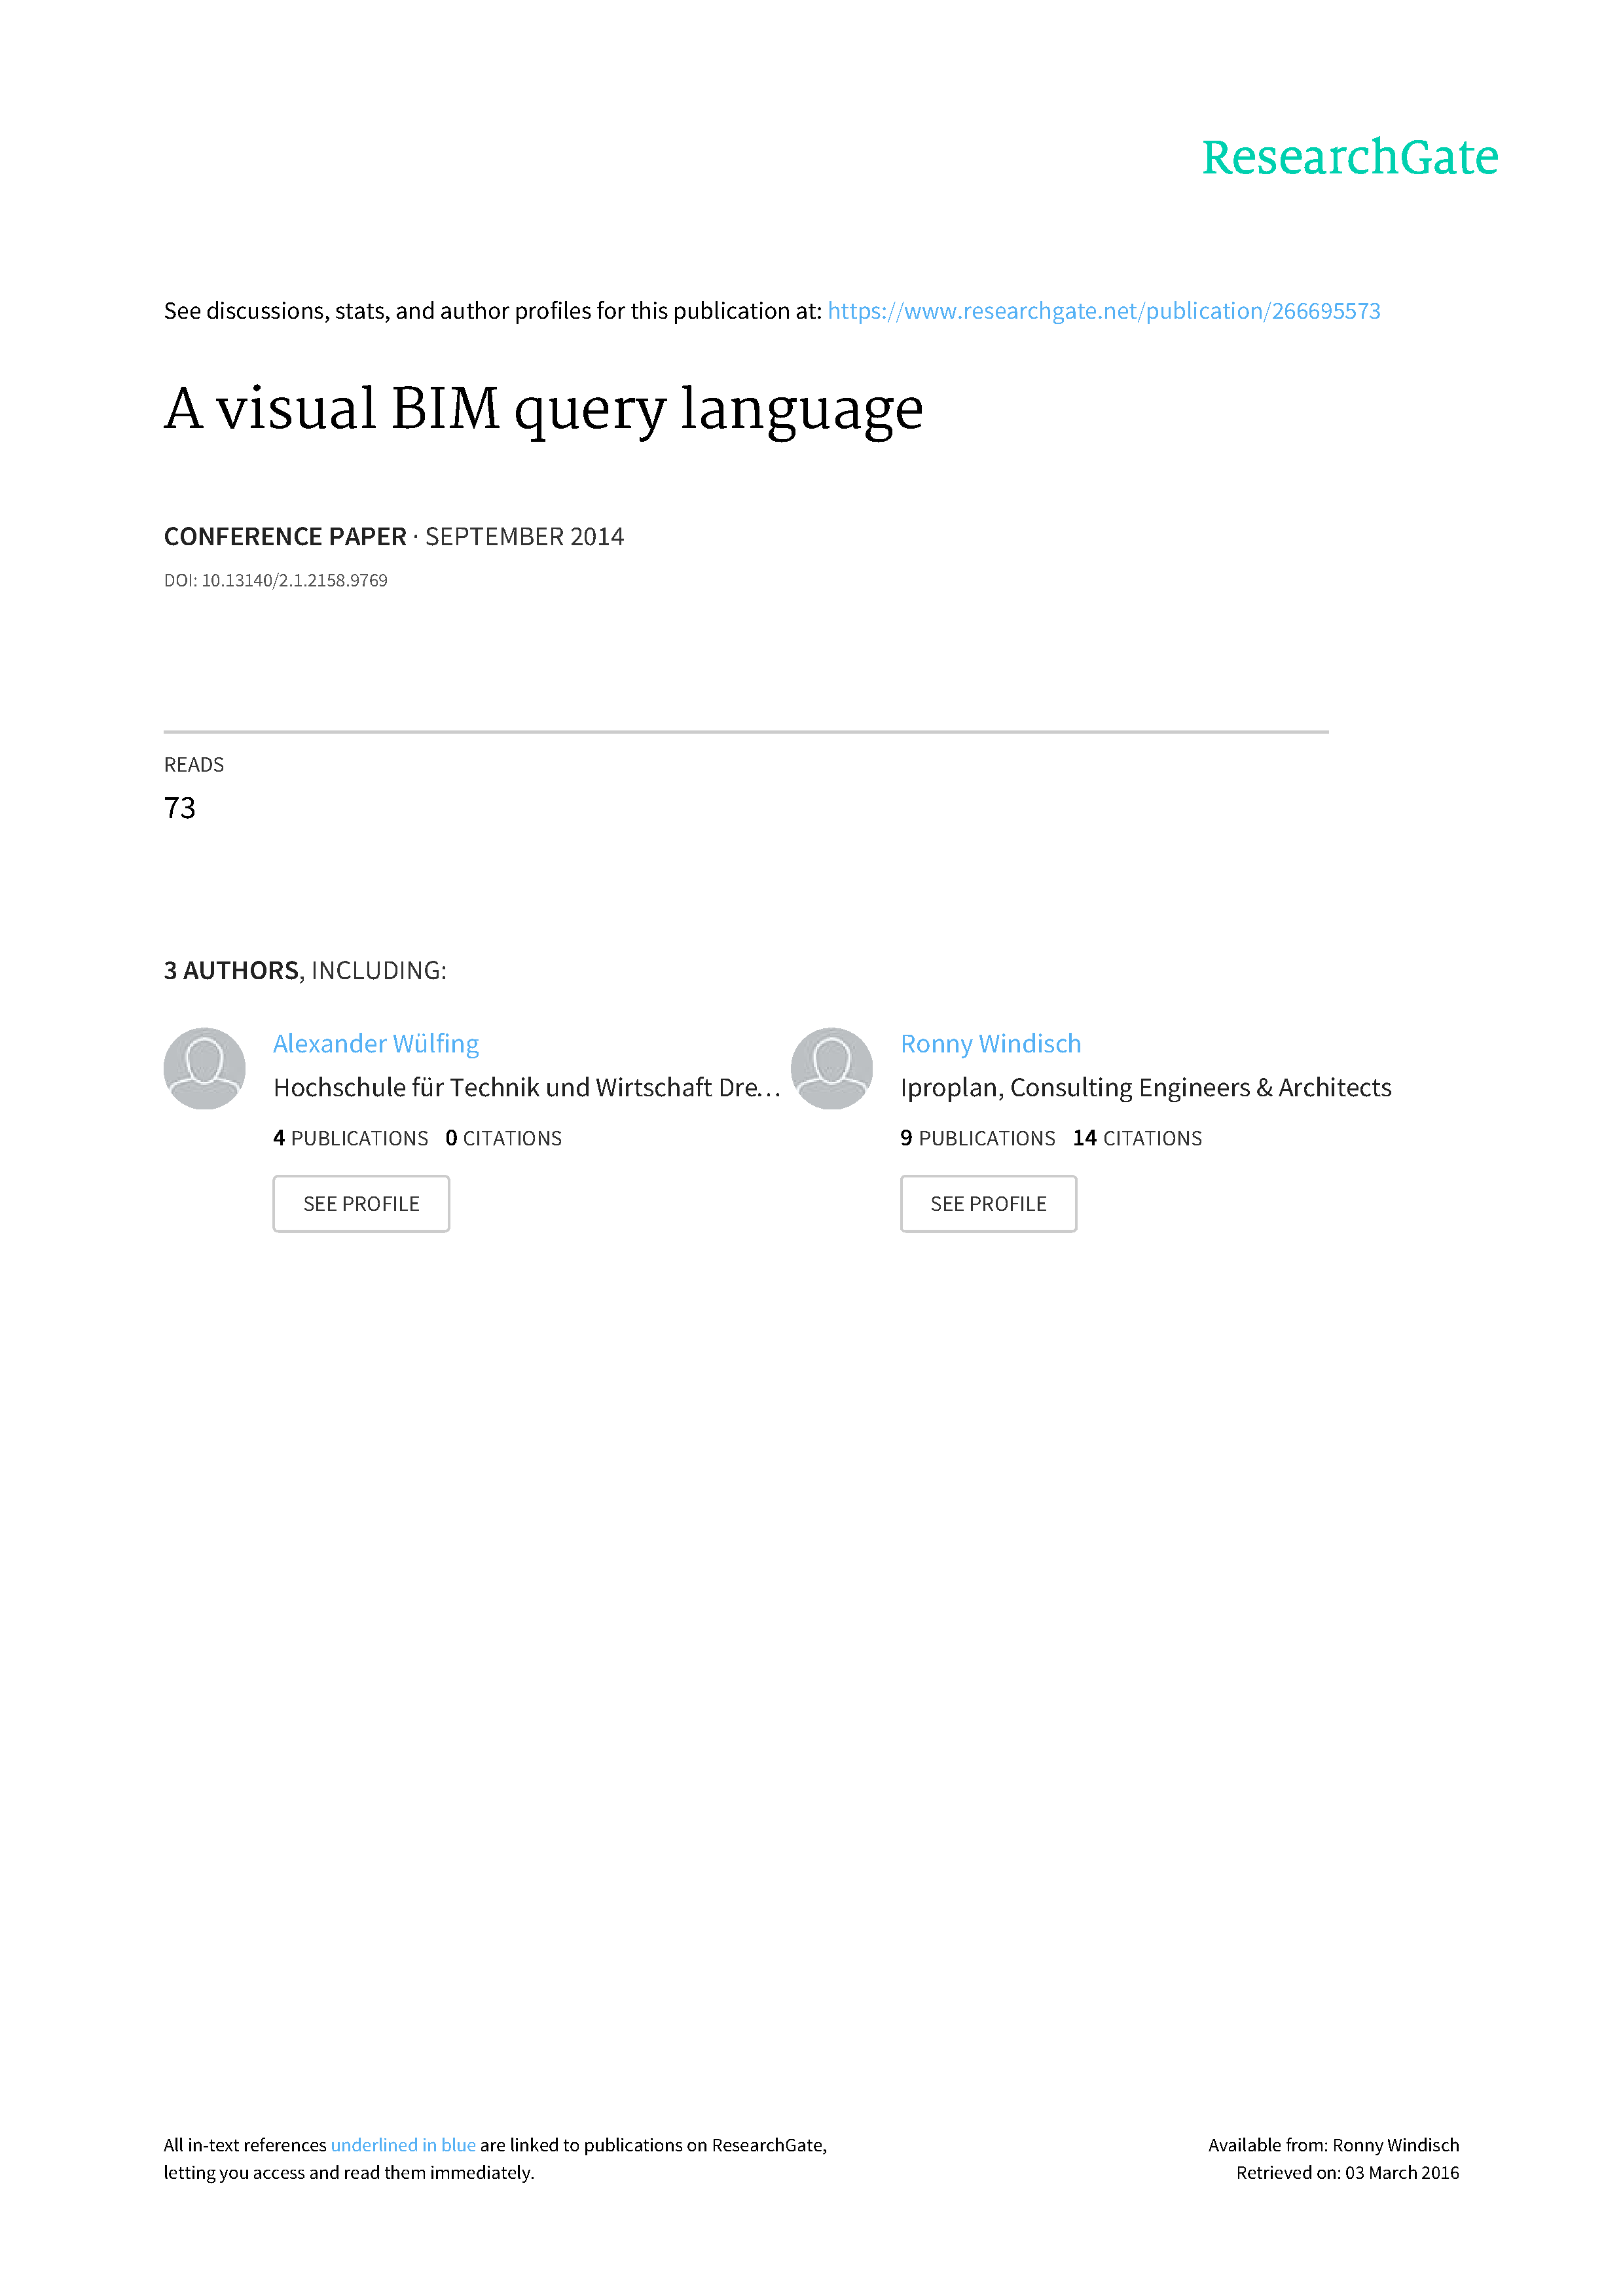 ResearchGate
See discussions, stats, and author profiles for this publication at: https://www.researchgate.net/publication/266695573
A visual BIM query language
CONFERENCE PAPER · SEPTEMBER 2014
DOI: 10.13140/2.1.2158.9769
READS
73
3 AUTHORS, INCLUDING:
Alexander Wülfing
Hochschule für Technik und Wirtschaft Dre…
4 PUBLICATIONS 0 CITATIONS
SEE PROFILE
Ronny Windisch
Iproplan, Consulting Engineers & Architects
9 PUBLICATIONS 14 CITATIONS
SEE PROFILE
All in-text references underlined in blue are linked to publications on ResearchGate,
letting you access and read them immediately.
Available from: Ronny Windisch
Retrieved on: 03 March 2016